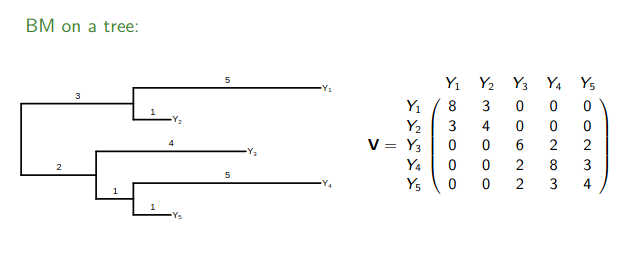 BM on a tree:
5
3
Y₁
1
Y₂
4
2
Y₃
5
1
Y₄
1
Y₅
Y₁ Y₂ Y₃ Y₄ Y₅
Y₁ 8 3 0 0 0
Y₂ 3 4 0 0 0
V = Y₃ 0 0 6 2 2
Y₄ 0 0 2 8 3
Y₅ 0 0 2 3 4